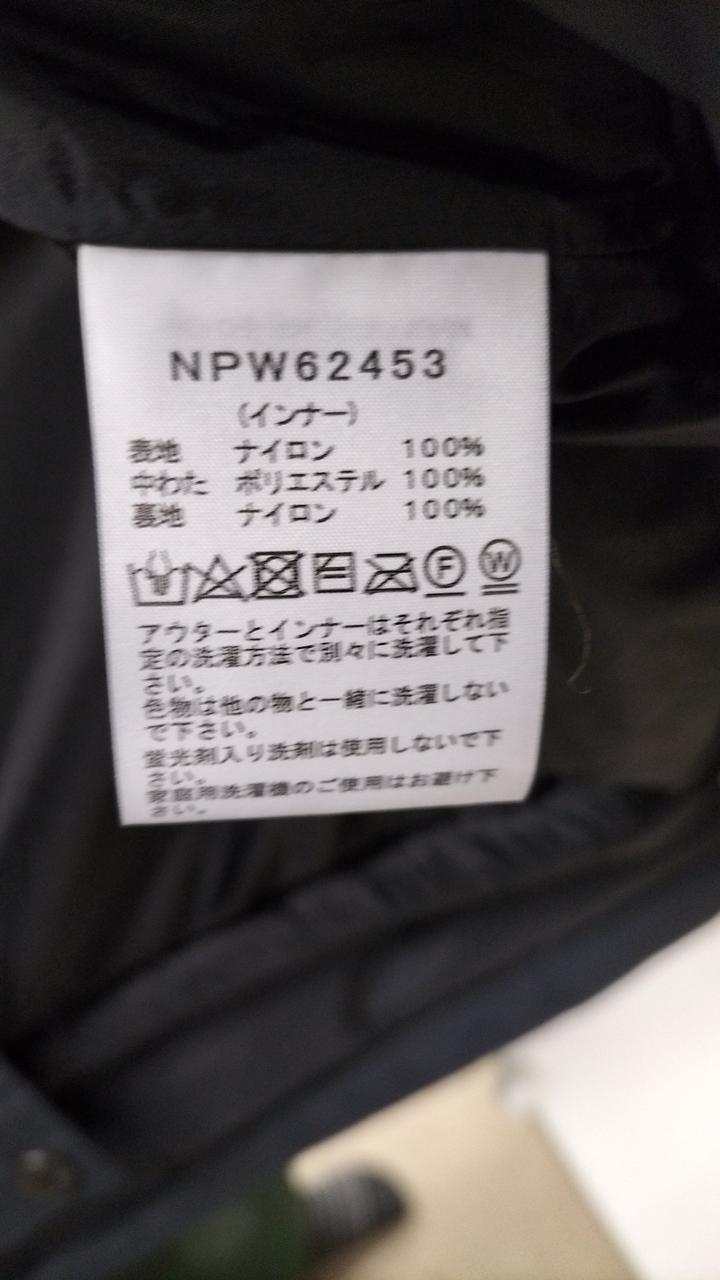 NPW62453
(インナー)
表地 ナイロン 100%
中わた ポリエステル 100%
裏地 ナイロン 100%
F W
アウターとインナーはそれぞれ指
定の洗濯方法で別々に洗濯して下
さい。
色物は他の物と一緒に洗濯しない
で下さい。
蛍光剤入り洗剤は使用しないで下
さい。
家庭用洗濯機のご使用はお避け下
さい。